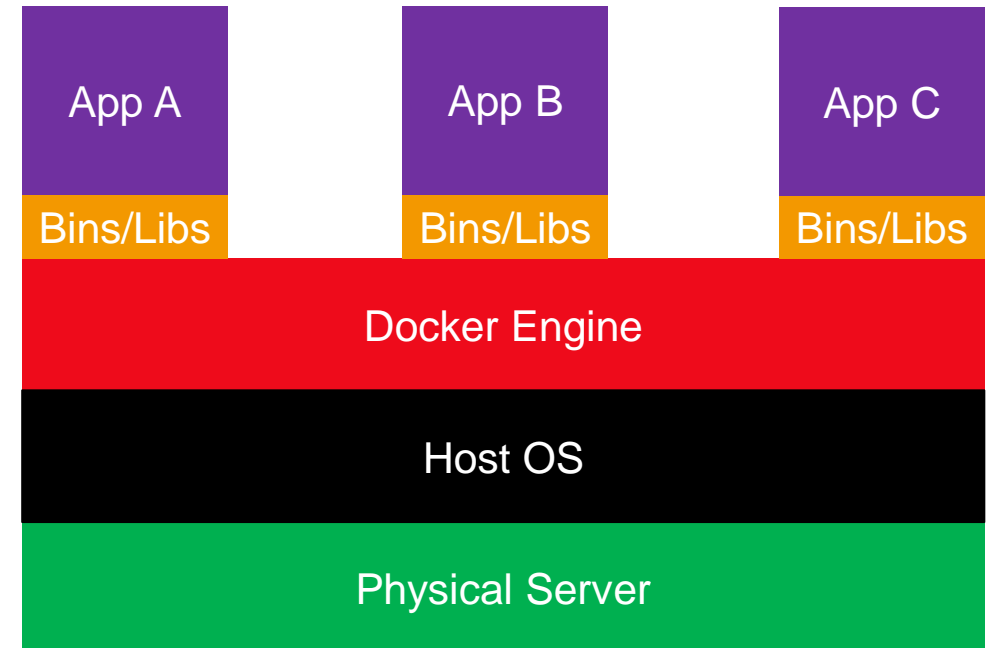 App A
App B
App C
Bins/Libs
Bins/Libs
Bins/Libs
Docker Engine
Host OS
Physical Server